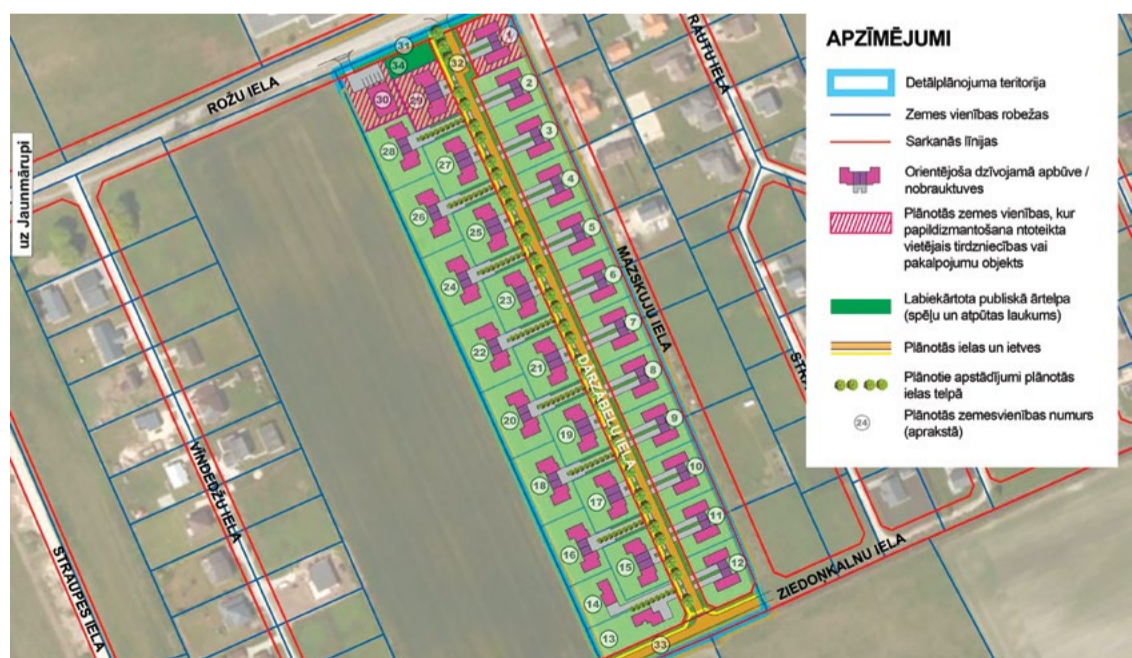 APZĪMĒJUMI
Detālplānojuma teritorija
Zemes vienības robežas
Sarkanās līnijas
Orientējoša dzīvojamā apbūve /
nobrauktuves
Plānotās zemes vienības, kur
papildizmantošana ntoteikta
vietējais tirdzniecības vai
pakalpojumu objekts
Labiekārtota publiskā ārtelpa
(spēļu un atpūtas laukums)
Plānotās ielas un ietves
Plānotie apstādījumi plānotās
ielas telpā
24
Plānotās zemesvienības numurs
(aprakstā)
ROŽU IELA
uz Jaunmārupi
RAUTU IELA
MAZSKUJU IELA
DĀRZĀBEĻU IELA
VĪNDEDŽU IELA
STRAUPES IELA
ZIEDONKALNU IELA
STR
31
1
34
32
30
29
2
28
27
3
26
25
4
24
23
5
22
21
6
20
19
7
18
17
8
16
15
9
14
13
10
11
12
33